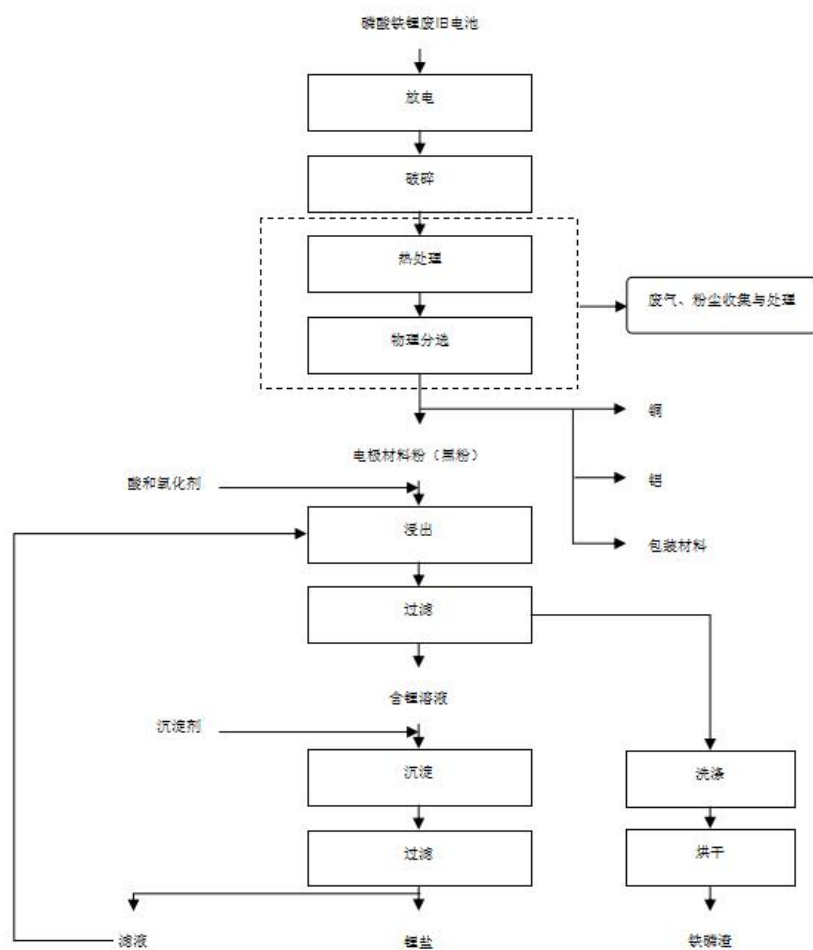 磷酸铁锂废旧电池
放电
破碎
热处理
废气、粉尘收集与处理
物理分选
铜
电极材料粉（黑粉）
酸和氧化剂
铝
浸出
包装材料
过滤
含锂溶液
沉淀剂
沉淀
洗涤
过滤
烘干
滤液
锂盐
铁磷渣